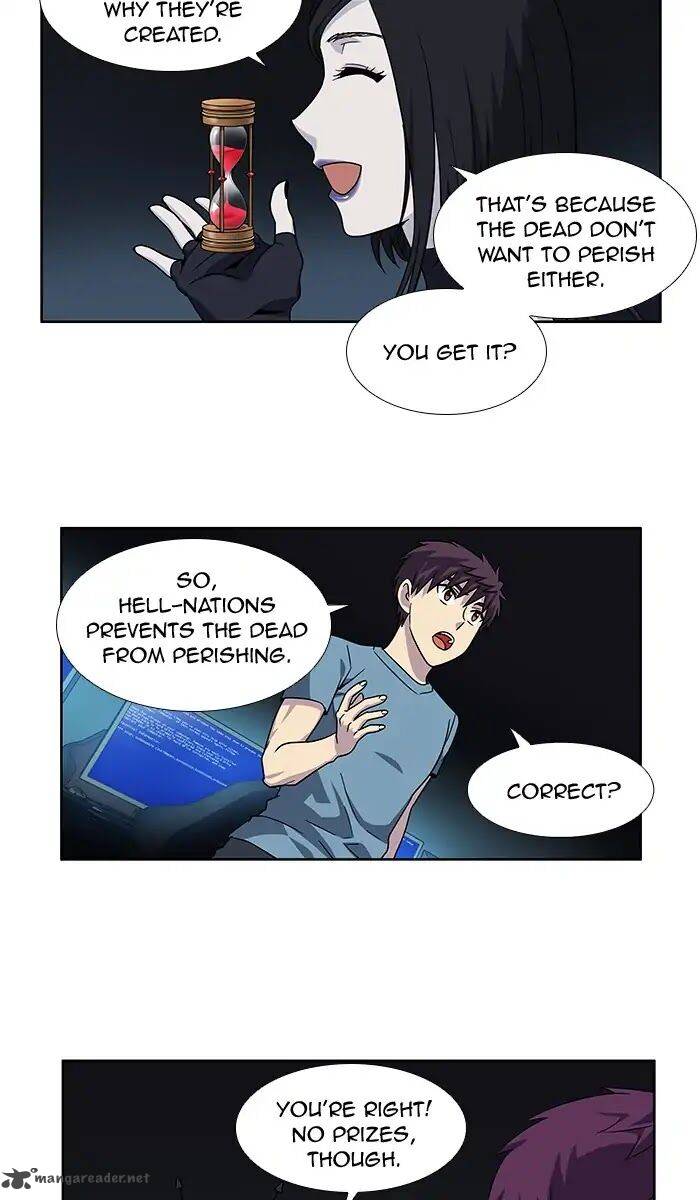 WHY THEY'RE
CREATED.
THAT'S BECAUSE
THE DEAD DON'T
WANT TO PERISH
EITHER.
YOU GET IT?
SO,
HELL-NATIONS
PREVENTS THE DEAD
FROM PERISHING.
CORRECT?
YOU'RE RIGHT!
NO PRIZES,
THOUGH.
mangareader.net